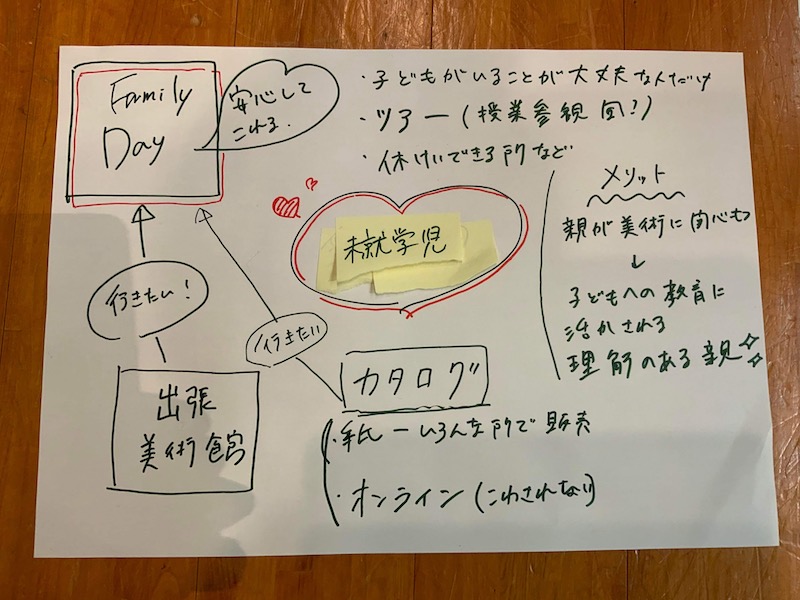 Family
Day
安心して
これる.
・子どもがいることが大丈夫な人だけ
・ツアー(授業参観 風?)
・休けいできる所など
未就学児
メリット
親が美術に関心もつ
↓
子どもへの教育に
活かされる
理解のある親
行きたい!
行きたい
出張
美術館
カタログ
・紙ーいろんな所で販売
・オンライン(こわされない)